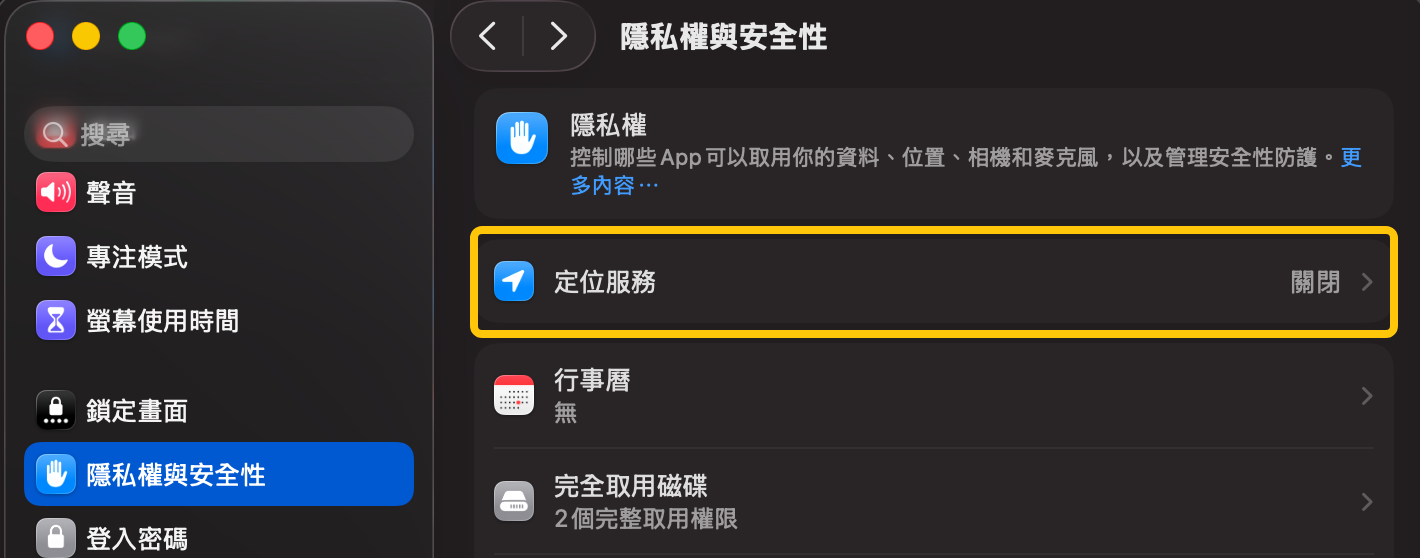 搜尋
聲音
專注模式
螢幕使用時間
鎖定畫面
隱私權與安全性
登入密碼
隱私權與安全性
隱私權
控制哪些 App 可以取用你的資料、位置、相機和麥克風，以及管理安全性防護。更
多內容⋯
定位服務
關閉
行事曆
無
完全取用磁碟
2個完整取用權限